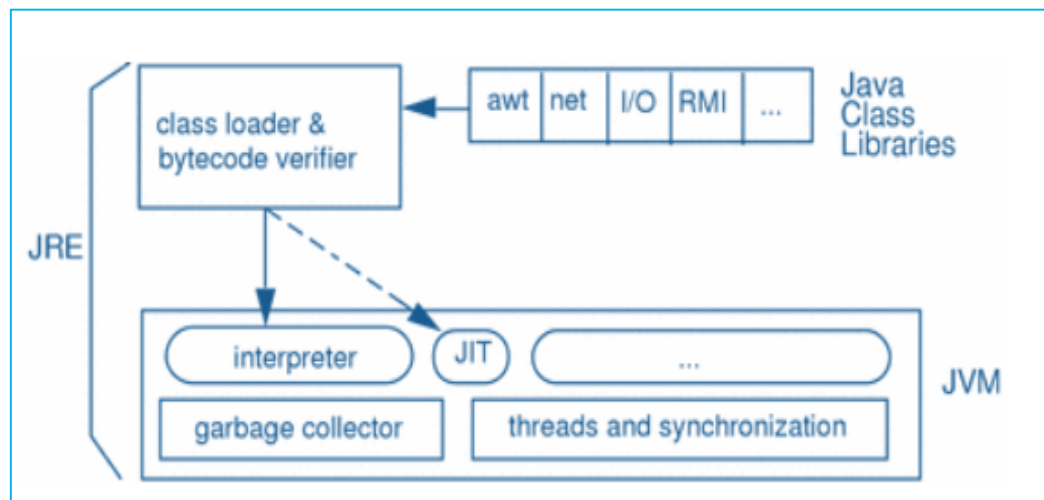 awt net I/O RMI ...
Java
Class
Libraries
class loader &
bytecode verifier
JRE
interpreter
JIT
...
JVM
garbage collector
threads and synchronization